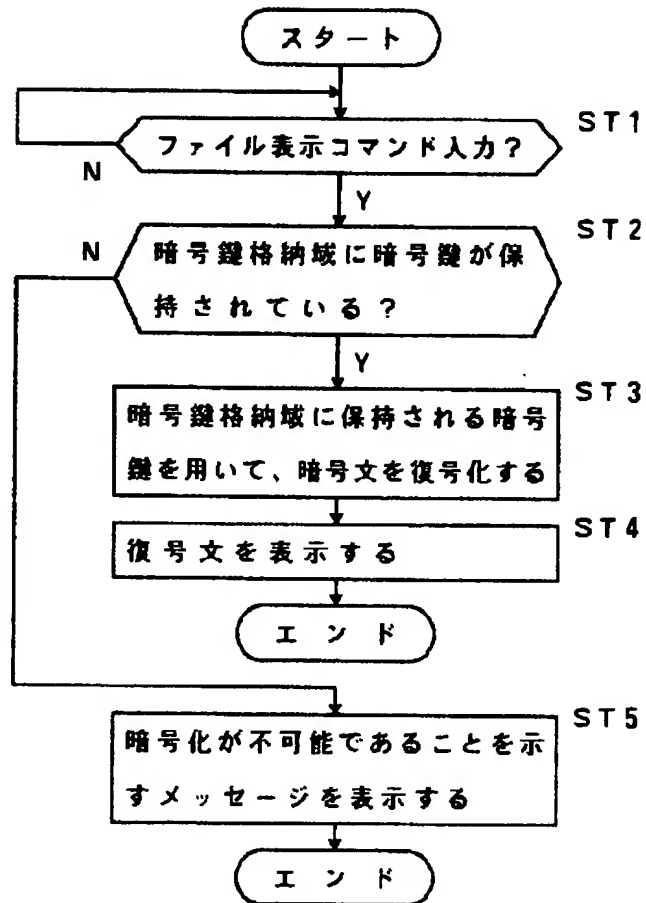 スタート
ST1
ファイル表示コマンド入力?
N
Y
ST2
N
暗号鍵格納域に暗号鍵が保
持されている?
Y
ST3
暗号鍵格納域に保持される暗号
鍵を用いて、暗号文を復号化する
ST4
復号文を表示する
エンド
ST5
暗号化が不可能であることを示
すメッセージを表示する
エンド